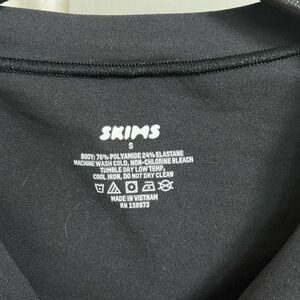 SKIMS
S
BODY: 76% POLYAMIDE 24% ELASTANE
MACHINE WASH COLD, NON-CHLORINE BLEACH
TUMBLE DRY LOW TEMP,
COOL IRON, DO NOT DRY CLEAN
MADE IN VIETNAM
RN 158973